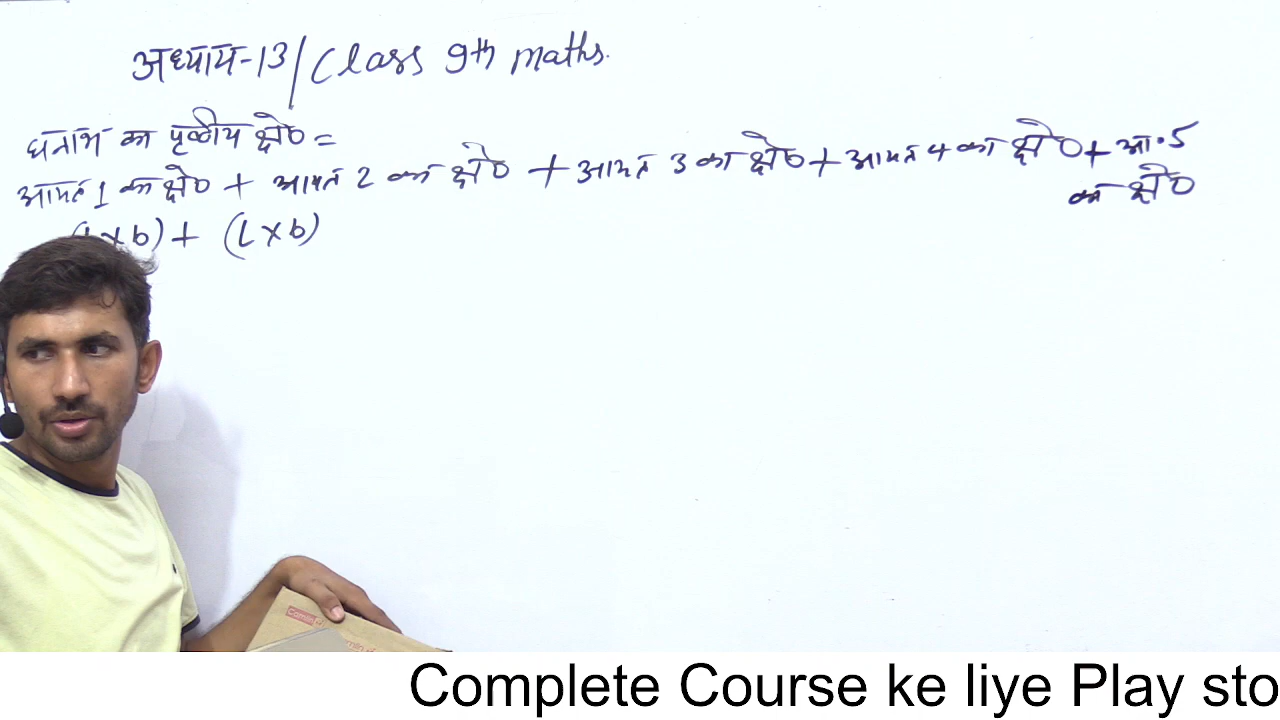 अध्याय-13/Class 9th maths.
घनाभ का पृष्ठीय क्षे० =
आयत 1 का क्षे० + आयत 2 का क्षे० + आयत 3 का क्षे० + आयत 4 का क्षे० + आ.5
का क्षे०
(L×b) + (L×b)
Complete Course ke liye Play sto